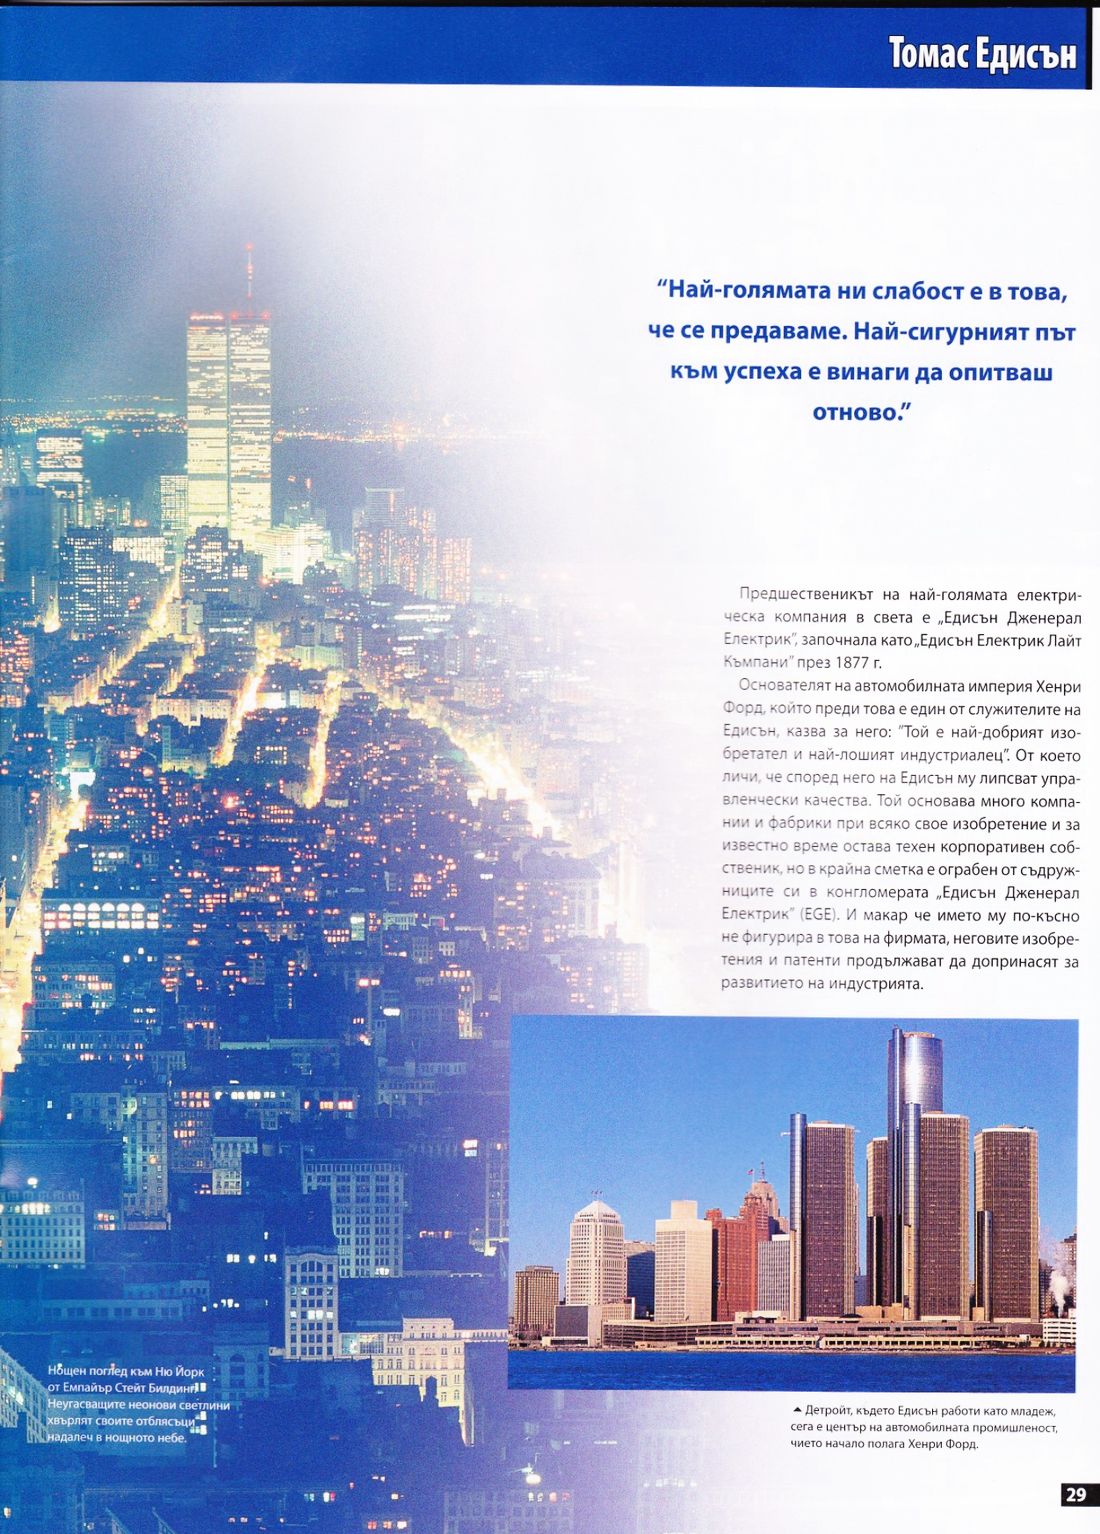 Томас Едисън
“Най-голямата ни слабост е в това,
че се предаваме. Най-сигурният път
към успеха е винаги да опитваш
отново.”
Предшественикът на най-голямата електри-
ческа компания в света е „Едисън Дженерал
Електрик”, започнала като „Едисън Електрик Лайт
Къмпани” през 1877 г.
Основателят на автомобилната империя Хенри
Форд, който преди това е един от служителите на
Едисън, казва за него: ”Той е най-добрият изо-
бретател и най-лошият индустриалец”. От което
личи, че според него на Едисън му липсват упра-
вленчески качества. Той основава много компа-
нии и фабрики при всяко свое изобретение и за
известно време остава техен корпоративен соб-
ственик, но в крайна сметка е ограбен от съдруж-
ниците си в конгломерата „Едисън Дженерал
Електрик” (EGE). И макар че името му по-късно
не фигурира в това на фирмата, неговите изобре-
тения и патенти продължават да допринасят за
развитието на индустрията.
Нощен поглед към Ню Йорк
от Емпайър Стейт Билдинг.
Неугасващите неонови светлини
хвърлят своите отблясъци
надалеч в нощното небе.
Детройт, където Едисън работи като младеж,
сега е център на автомобилната промишленост,
чието начало полага Хенри Форд.
29